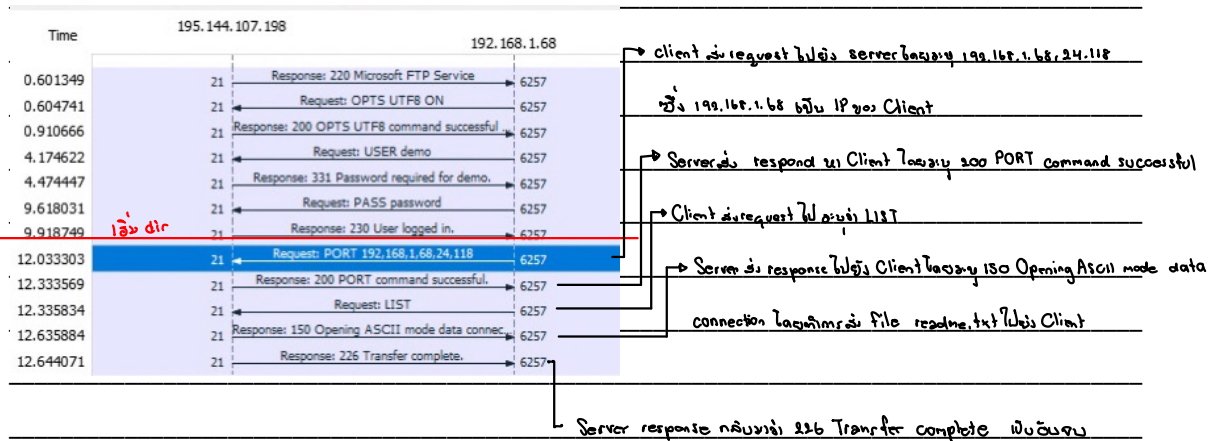 195.144.107.198
Time
192.168.1.68
0.601349 21 Response: 220 Microsoft FTP Service 6257
0.604741 21 Request: OPTS UTF8 ON 6257
0.910666 21 Response: 200 OPTS UTF8 command successful ... 6257
4.174622 21 Request: USER demo 6257
4.474447 21 Response: 331 Password required for demo. 6257
9.618031 21 Request: PASS password 6257
9.918749 21 Response: 230 User logged in. 6257
เริ่ม dir
12.033303 21 Request: PORT 192,168,1,68,24,118 6257
12.333569 21 Response: 200 PORT command successful. 6257
12.335834 21 Request: LIST 6257
12.635884 21 Response: 150 Opening ASCII mode data connec... 6257
12.644071 21 Response: 226 Transfer complete. 6257
client ส่ง request ไปยัง server โดยระบุ 192.168.1.68,24.118
ซึ่ง 192.168.1.68 เป็น IP ของ Client
Server ส่ง respond มา Client โดยระบุ 200 PORT command successful
Client ส่ง request ไป ระบุว่า LIST
Server ส่ง response ไปยัง Client โดยระบุ 150 Opening Ascii mode data
connection โดยทำการส่ง file readme.txt ไปยัง Client
Server response กลับมาว่า 226 Transfer complete เป็นอันจบ